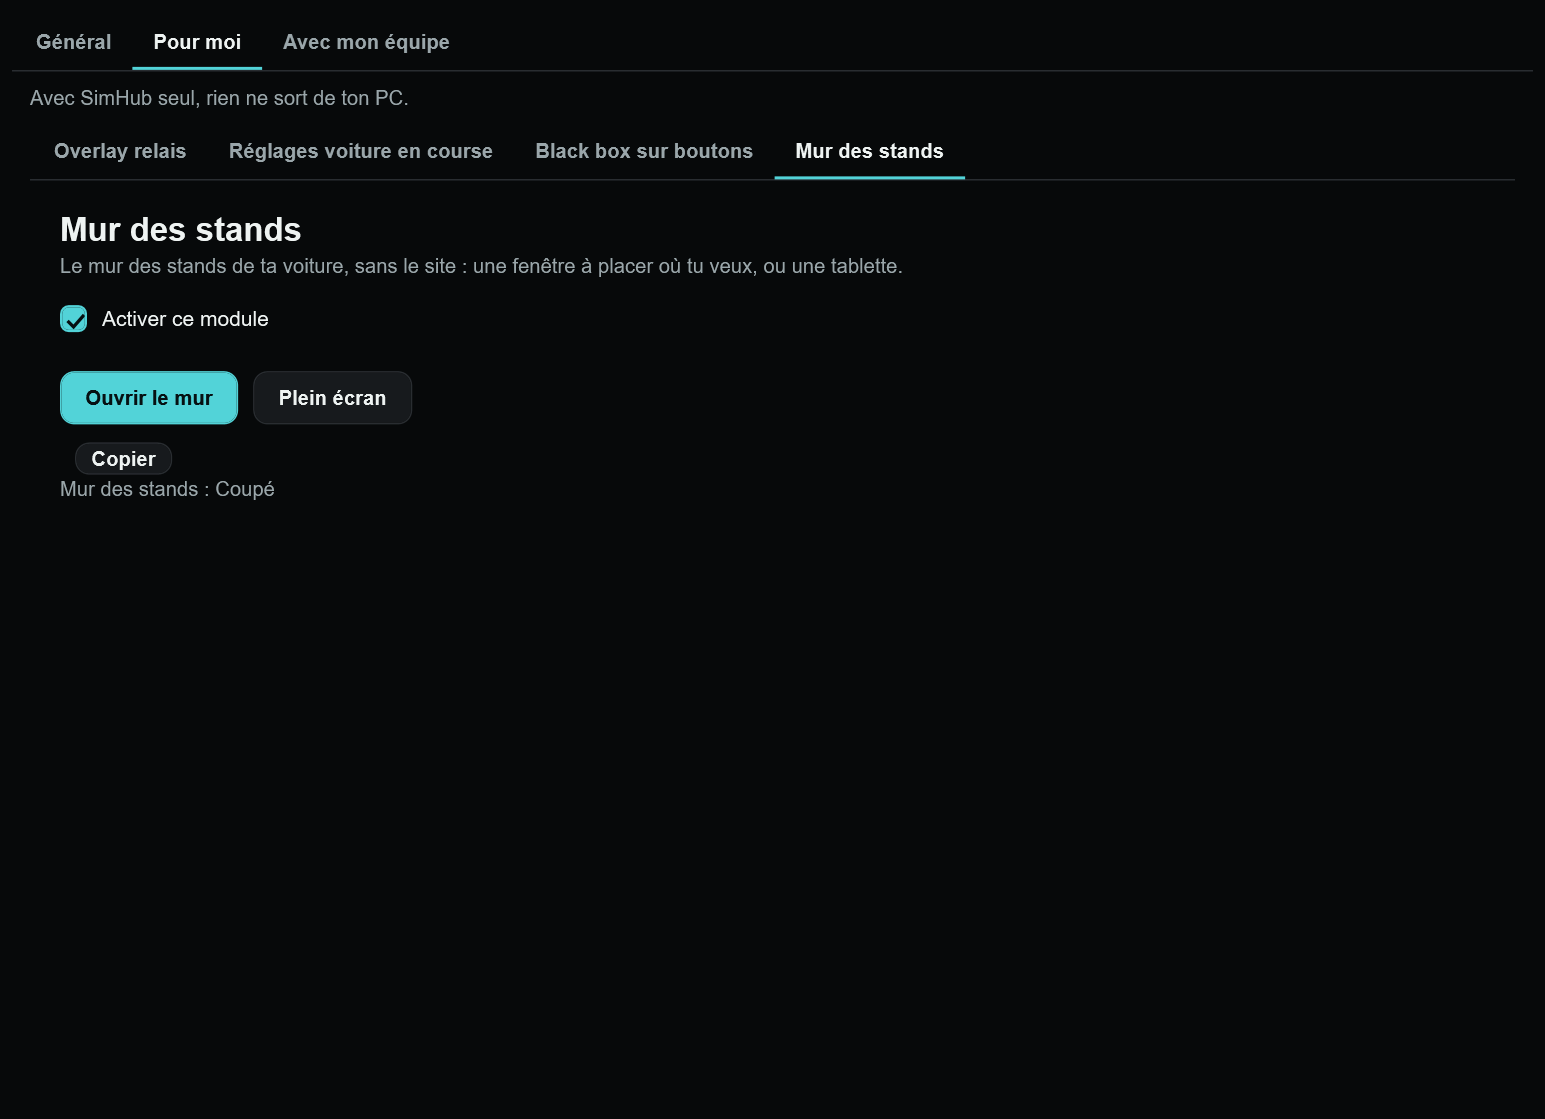 Général Pour moi Avec mon équipe
Avec SimHub seul, rien ne sort de ton PC.
Overlay relais Réglages voiture en course Black box sur boutons Mur des stands
Mur des stands
Le mur des stands de ta voiture, sans le site : une fenêtre à placer où tu veux, ou une tablette.
Activer ce module
Ouvrir le mur Plein écran
Copier
Mur des stands : Coupé